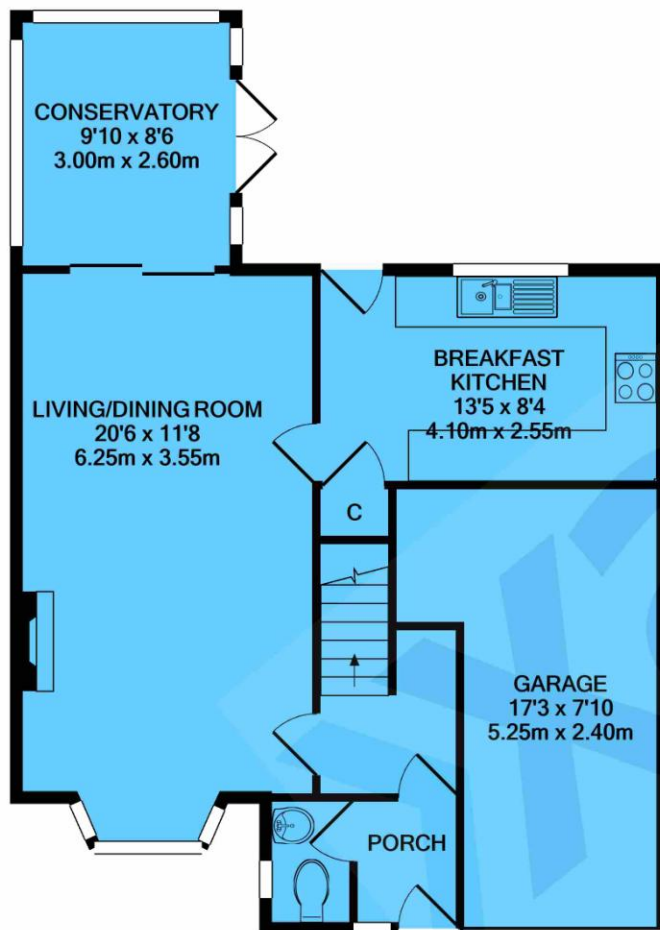 CONSERVATORY
9'10 x 8'6
3.00m x 2.60m
LIVING/DINING ROOM
20'6 x 11'8
6.25m x 3.55m
BREAKFAST
KITCHEN
13'5 x 8'4
4.10m x 2.55m
C
GARAGE
17'3 x 7'10
5.25m x 2.40m
PORCH